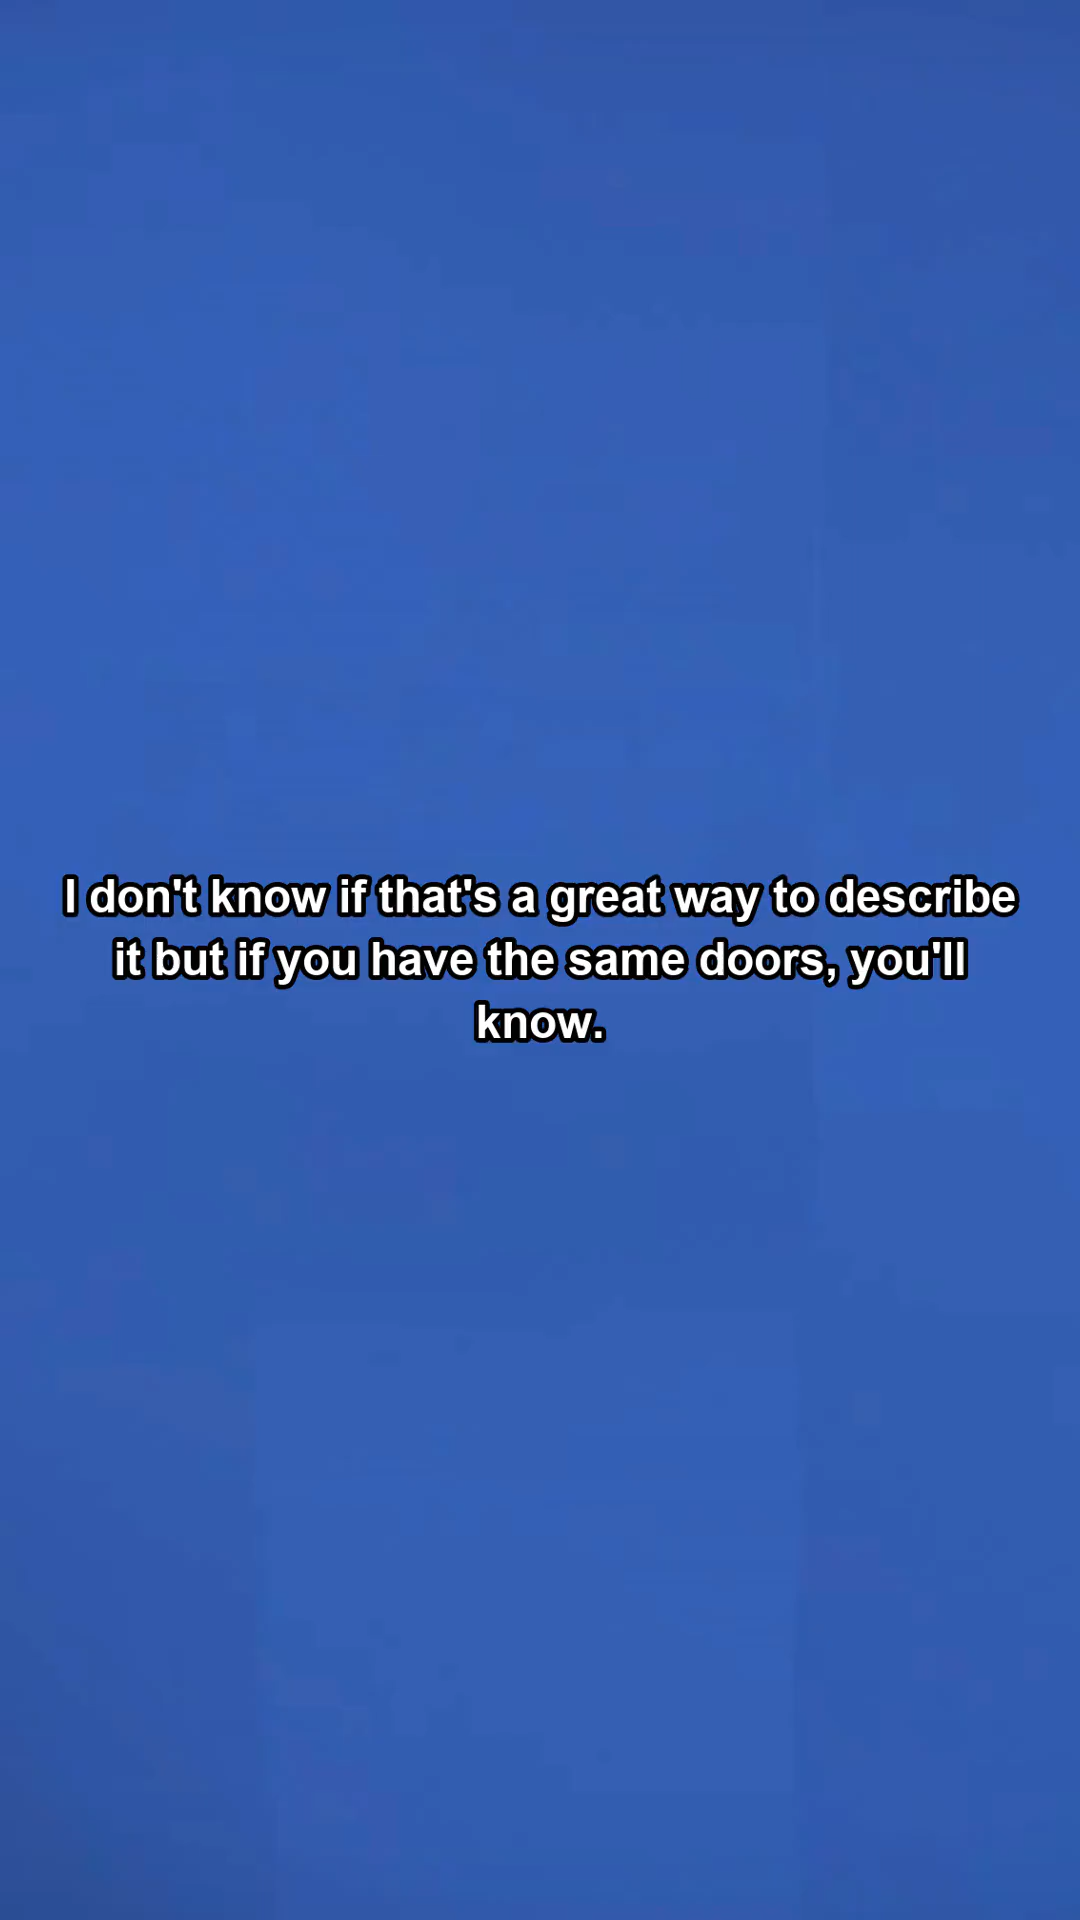 I don't know if that's a great way to describe
it but if you have the same doors, you'll
know.